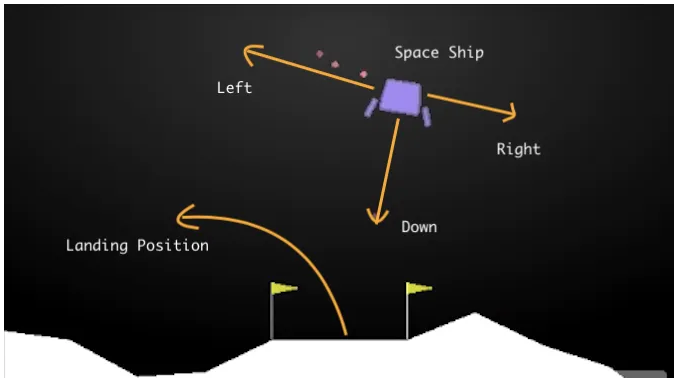 Space Ship
Left
Right
Down
Landing Position